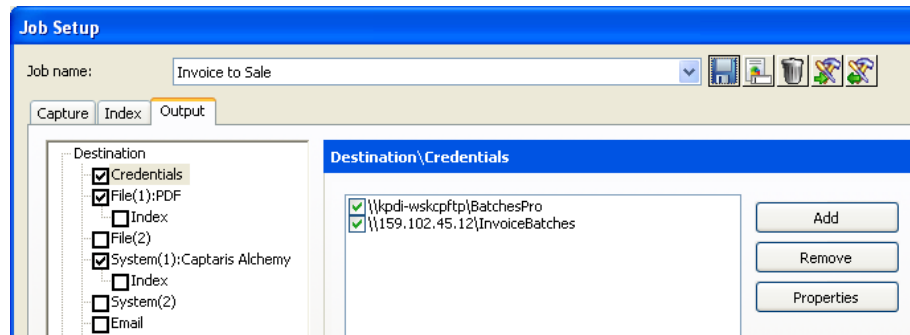 Job Setup
Job name: Invoice to Sale
Capture Index Output
Destination
Credentials
File(1):PDF
Index
File(2)
System(1):Captaris Alchemy
Index
System(2)
Email
Destination\Credentials
\\kpdi-wskcpftp\BatchesPro
\\159.102.45.12\InvoiceBatches
Add
Remove
Properties